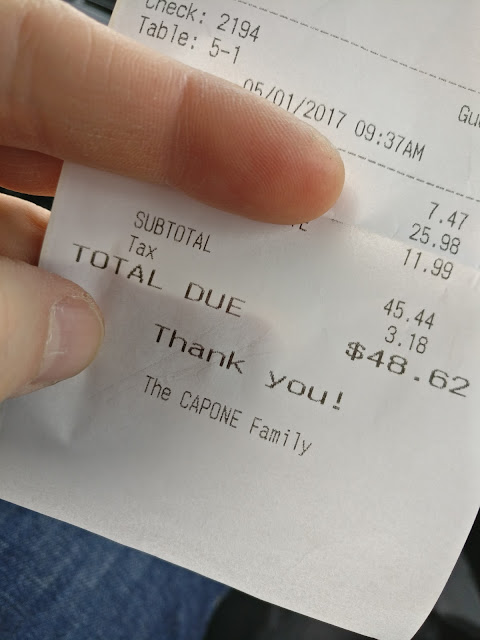 Check: 2194
Table: 5-1
05/01/2017 09:37AM
7.47
25.98
11.99
SUBTOTAL 45.44
Tax 3.18
TOTAL DUE $48.62
Thank you!
The CAPONE Family